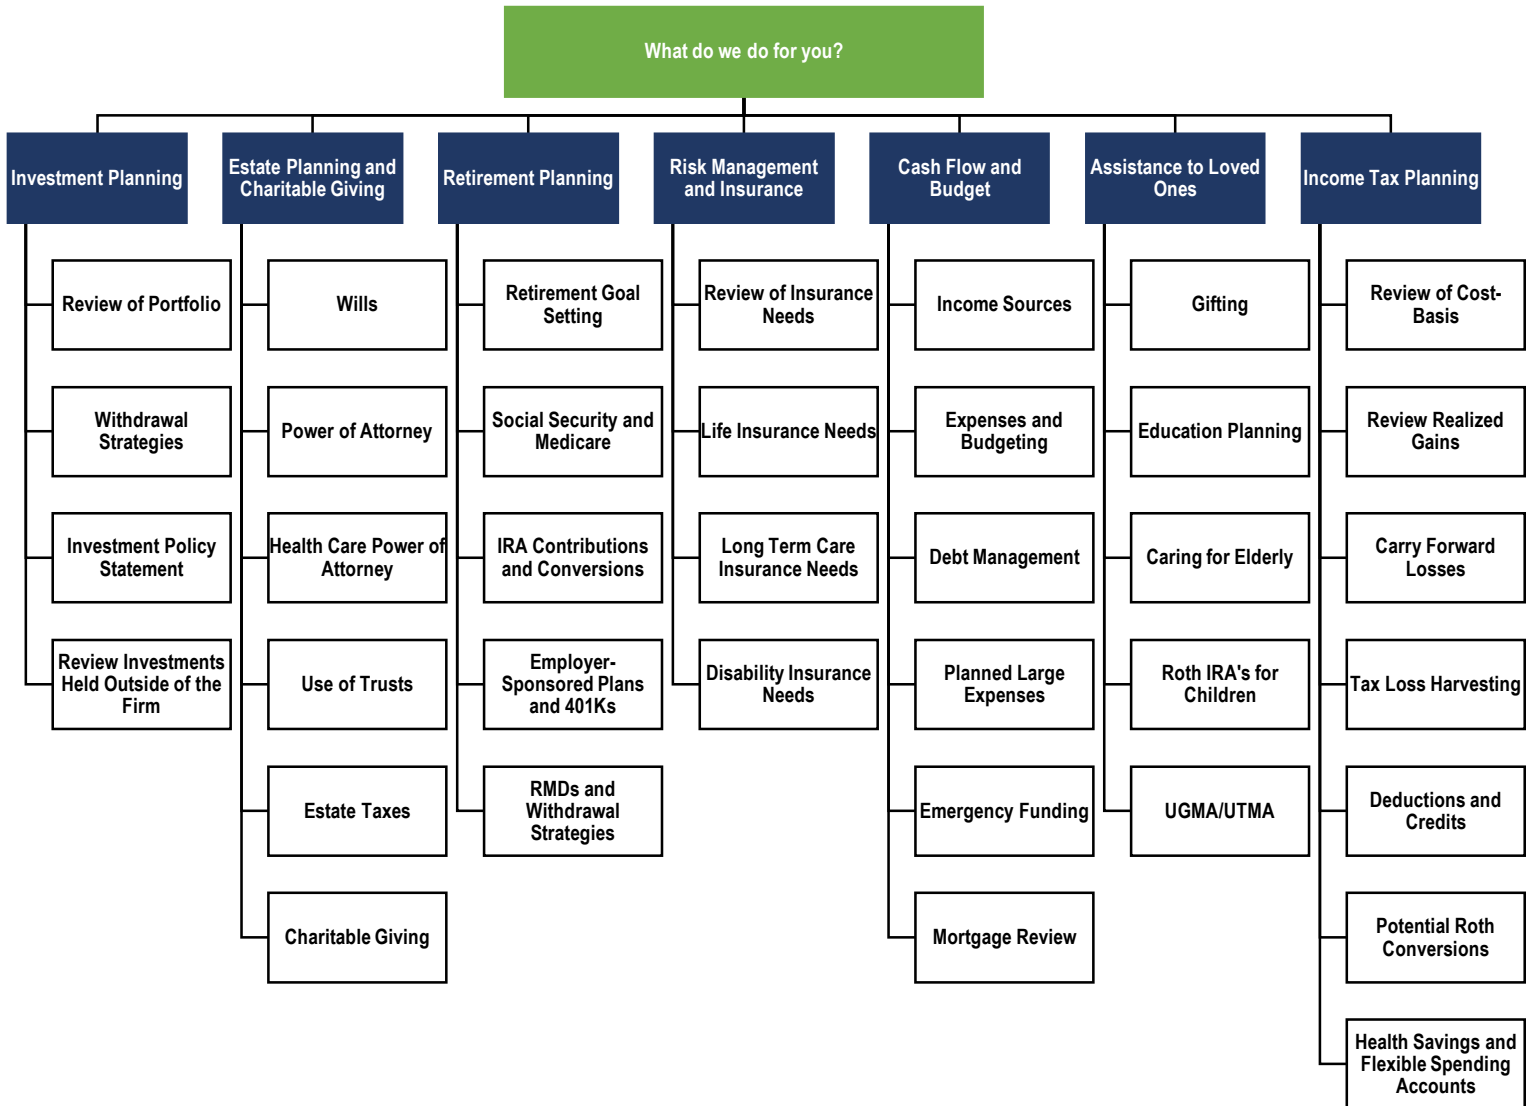 What do we do for you?
Investment Planning
Review of Portfolio
Withdrawal
Strategies
Investment Policy
Statement
Review Investments
Held Outside of the
Firm
Estate Planning and
Charitable Giving
Wills
Power of Attorney
Health Care Power of
Attorney
Use of Trusts
Estate Taxes
Charitable Giving
Retirement Planning
Retirement Goal
Setting
Social Security and
Medicare
IRA Contributions
and Conversions
Employer-
Sponsored Plans
and 401Ks
RMDs and
Withdrawal
Strategies
Risk Management
and Insurance
Review of Insurance
Needs
Life Insurance Needs
Long Term Care
Insurance Needs
Disability Insurance
Needs
Cash Flow and
Budget
Income Sources
Expenses and
Budgeting
Debt Management
Planned Large
Expenses
Emergency Funding
Mortgage Review
Assistance to Loved
Ones
Gifting
Education Planning
Caring for Elderly
Roth IRA's for
Children
UGMA/UTMA
Income Tax Planning
Review of Cost-
Basis
Review Realized
Gains
Carry Forward
Losses
Tax Loss Harvesting
Deductions and
Credits
Potential Roth
Conversions
Health Savings and
Flexible Spending
Accounts